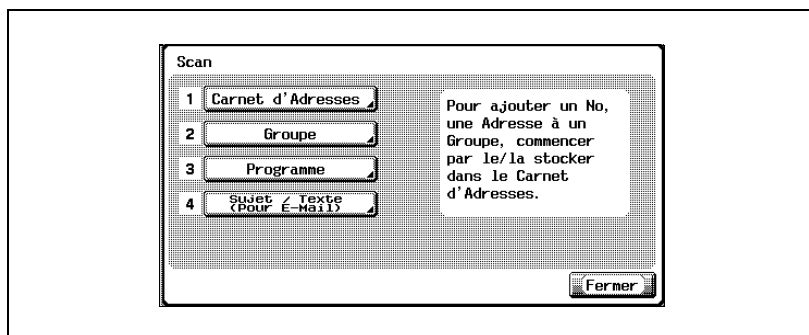 Scan
1 Carnet d'Adresses
2 Groupe
3 Programme
4 Sujet / Texte
(Pour E-Mail)
Pour ajouter un No,
une Adresse à un
Groupe, commencer
par le/la stocker
dans le Carnet
d'Adresses.
Fermer